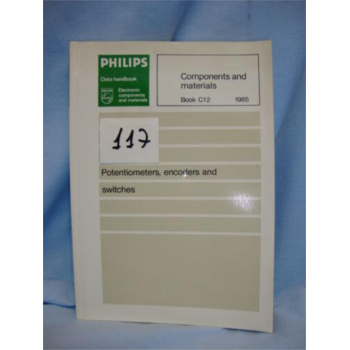 PHILIPS
Data handbook
Electronic
components
and materials
Components and
materials
Book C12 1985
117
Potentiometers, encoders and
switches